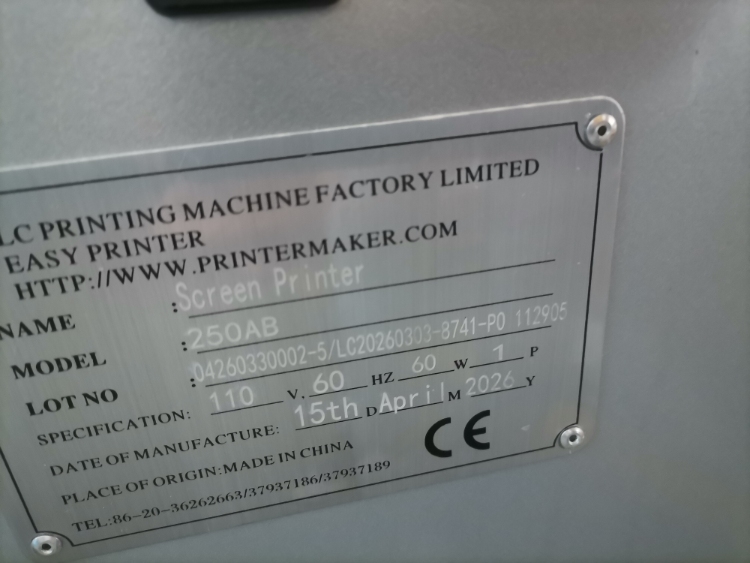 LC PRINTING MACHINE FACTORY LIMITED
EASY PRINTER
HTTP://WWW.PRINTERMAKER.COM
NAME :Screen Printer
MODEL :250AB
LOT NO :04260330002-5/LC20260303-8741-P0 112905
SPECIFICATION: 110 V. 60 HZ 60 W 1 P
DATE OF MANUFACTURE: 15th D April M 2026 Y
PLACE OF ORIGIN:MADE IN CHINA
CE
TEL:86-20-36262663/37937186/37937189